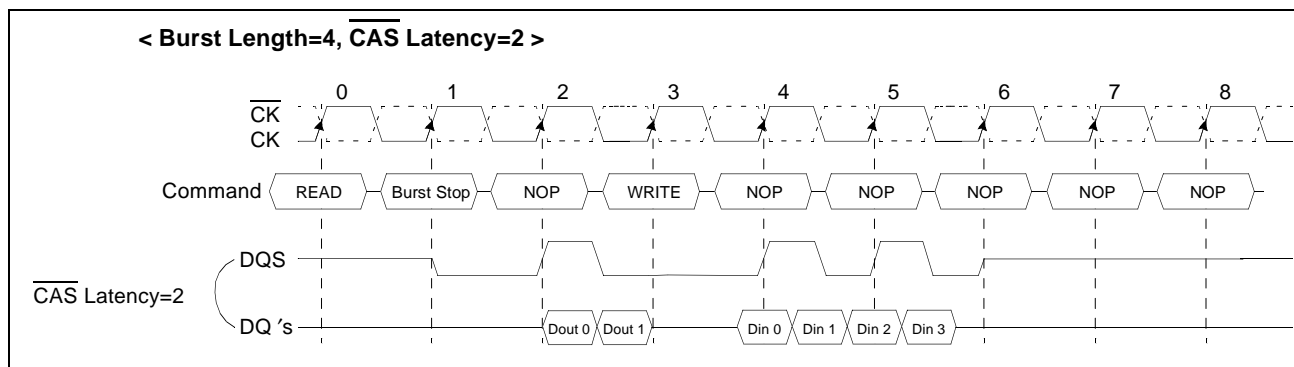 < Burst Length=4, CAS Latency=2 >
0 1 2 3 4 5 6 7 8
CK
CK
Command READ Burst Stop NOP WRITE NOP NOP NOP NOP NOP
DQS
CAS Latency=2
DQ ′s Dout 0 Dout 1 Din 0 Din 1 Din 2 Din 3